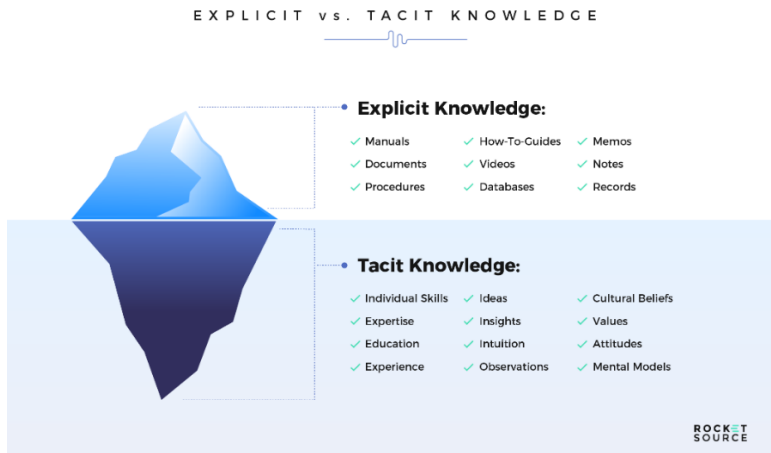 EXPLICIT vs. TACIT KNOWLEDGE
Explicit Knowledge:
Manuals How-To-Guides Memos
Documents Videos Notes
Procedures Databases Records
Tacit Knowledge:
Individual Skills Ideas Cultural Beliefs
Expertise Insights Values
Education Intuition Attitudes
Experience Observations Mental Models
ROCKET
SOURCE